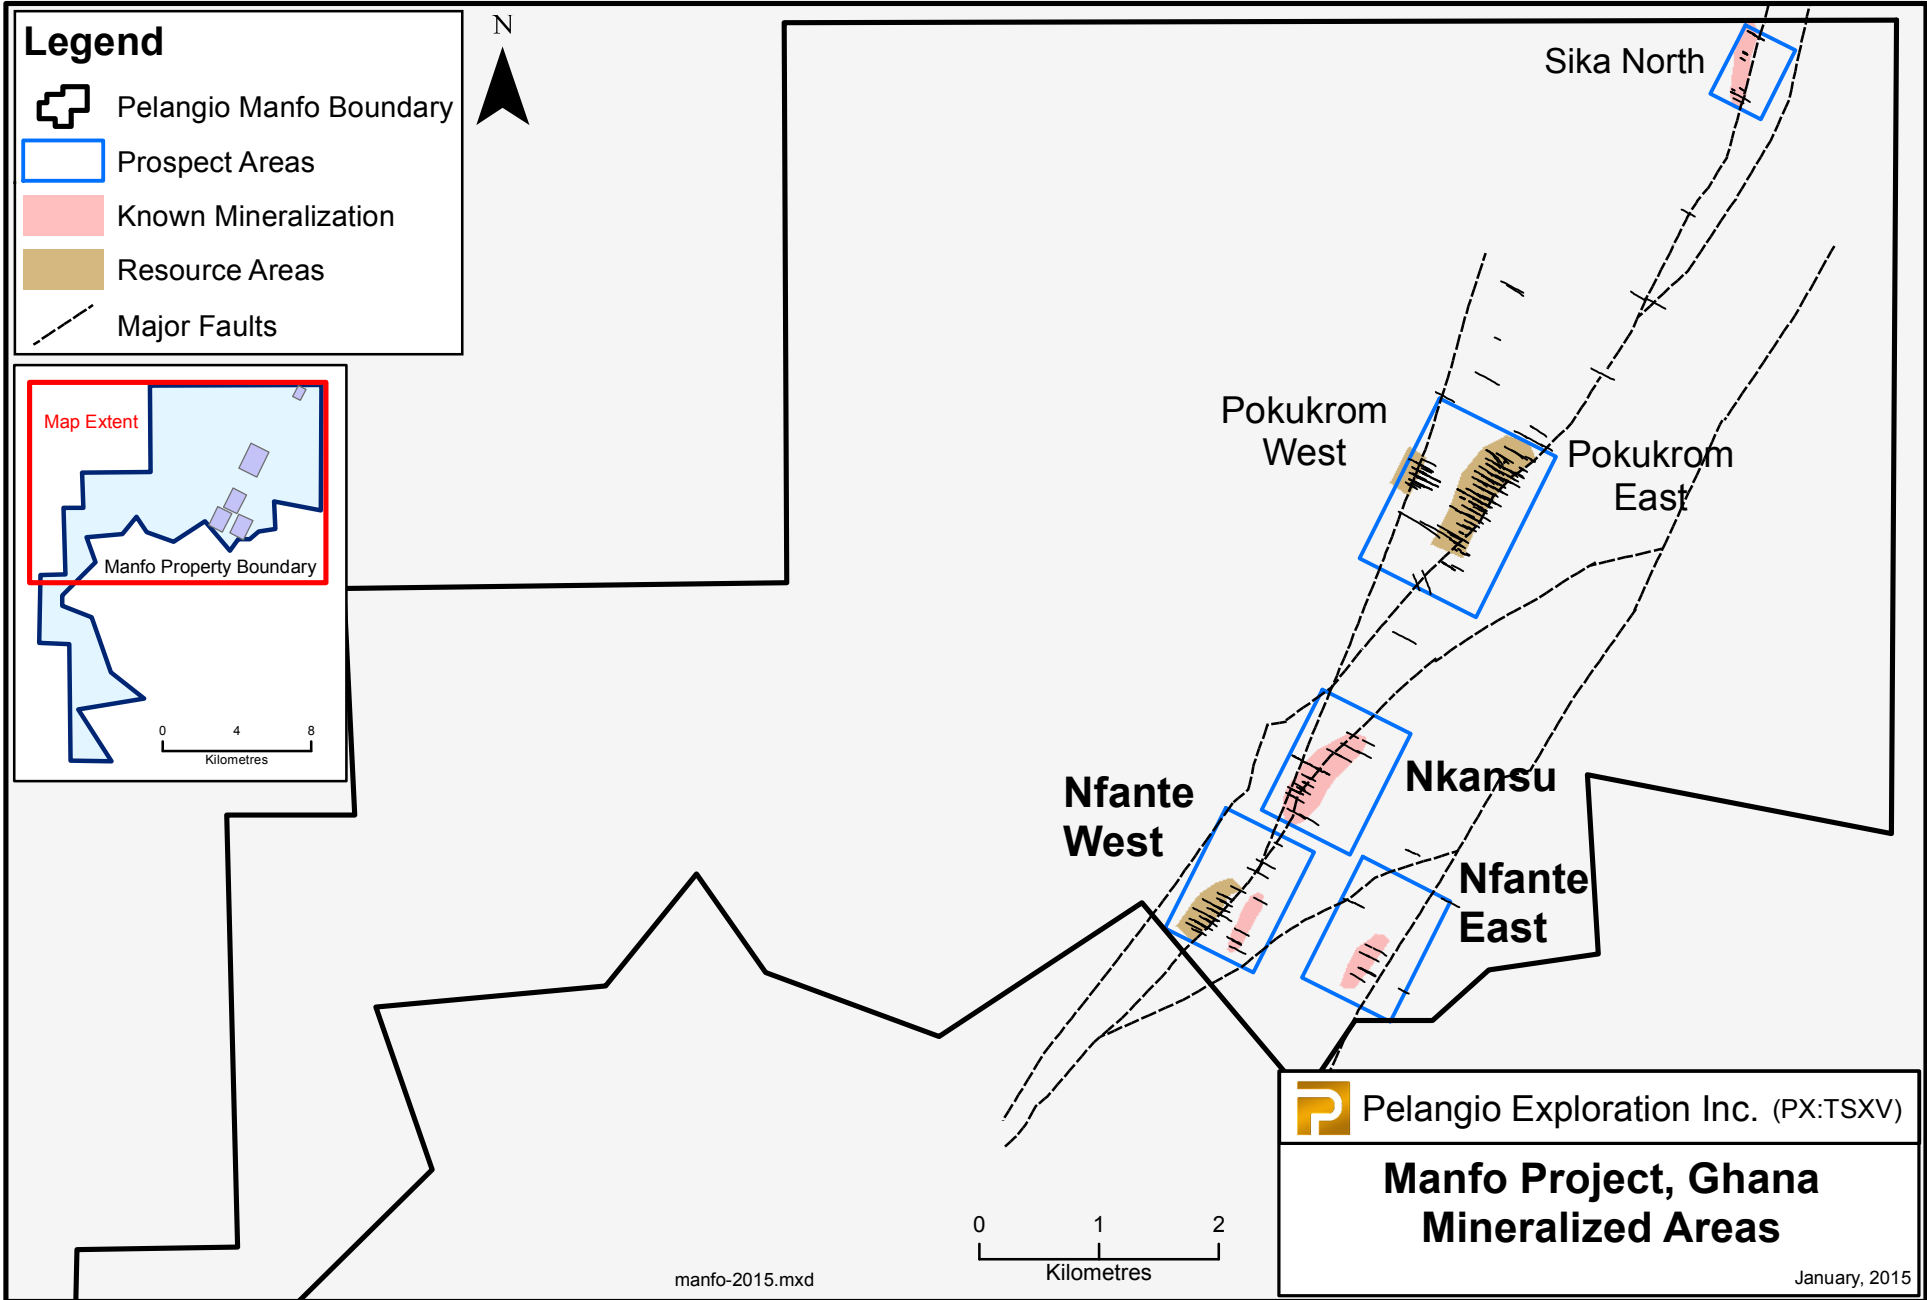 Legend
Pelangio Manfo Boundary
Prospect Areas
Known Mineralization
Resource Areas
Major Faults
N
Sika North
Pokukrom
West
Pokukrom
East
Map Extent
Manfo Property Boundary
0 4 8
Kilometres
Nkansu
Nfante
West
Nfante
East
0 1 2
Kilometres
manfo-2015.mxd
Pelangio Exploration Inc. (PX:TSXV)
Manfo Project, Ghana
Mineralized Areas
January, 2015